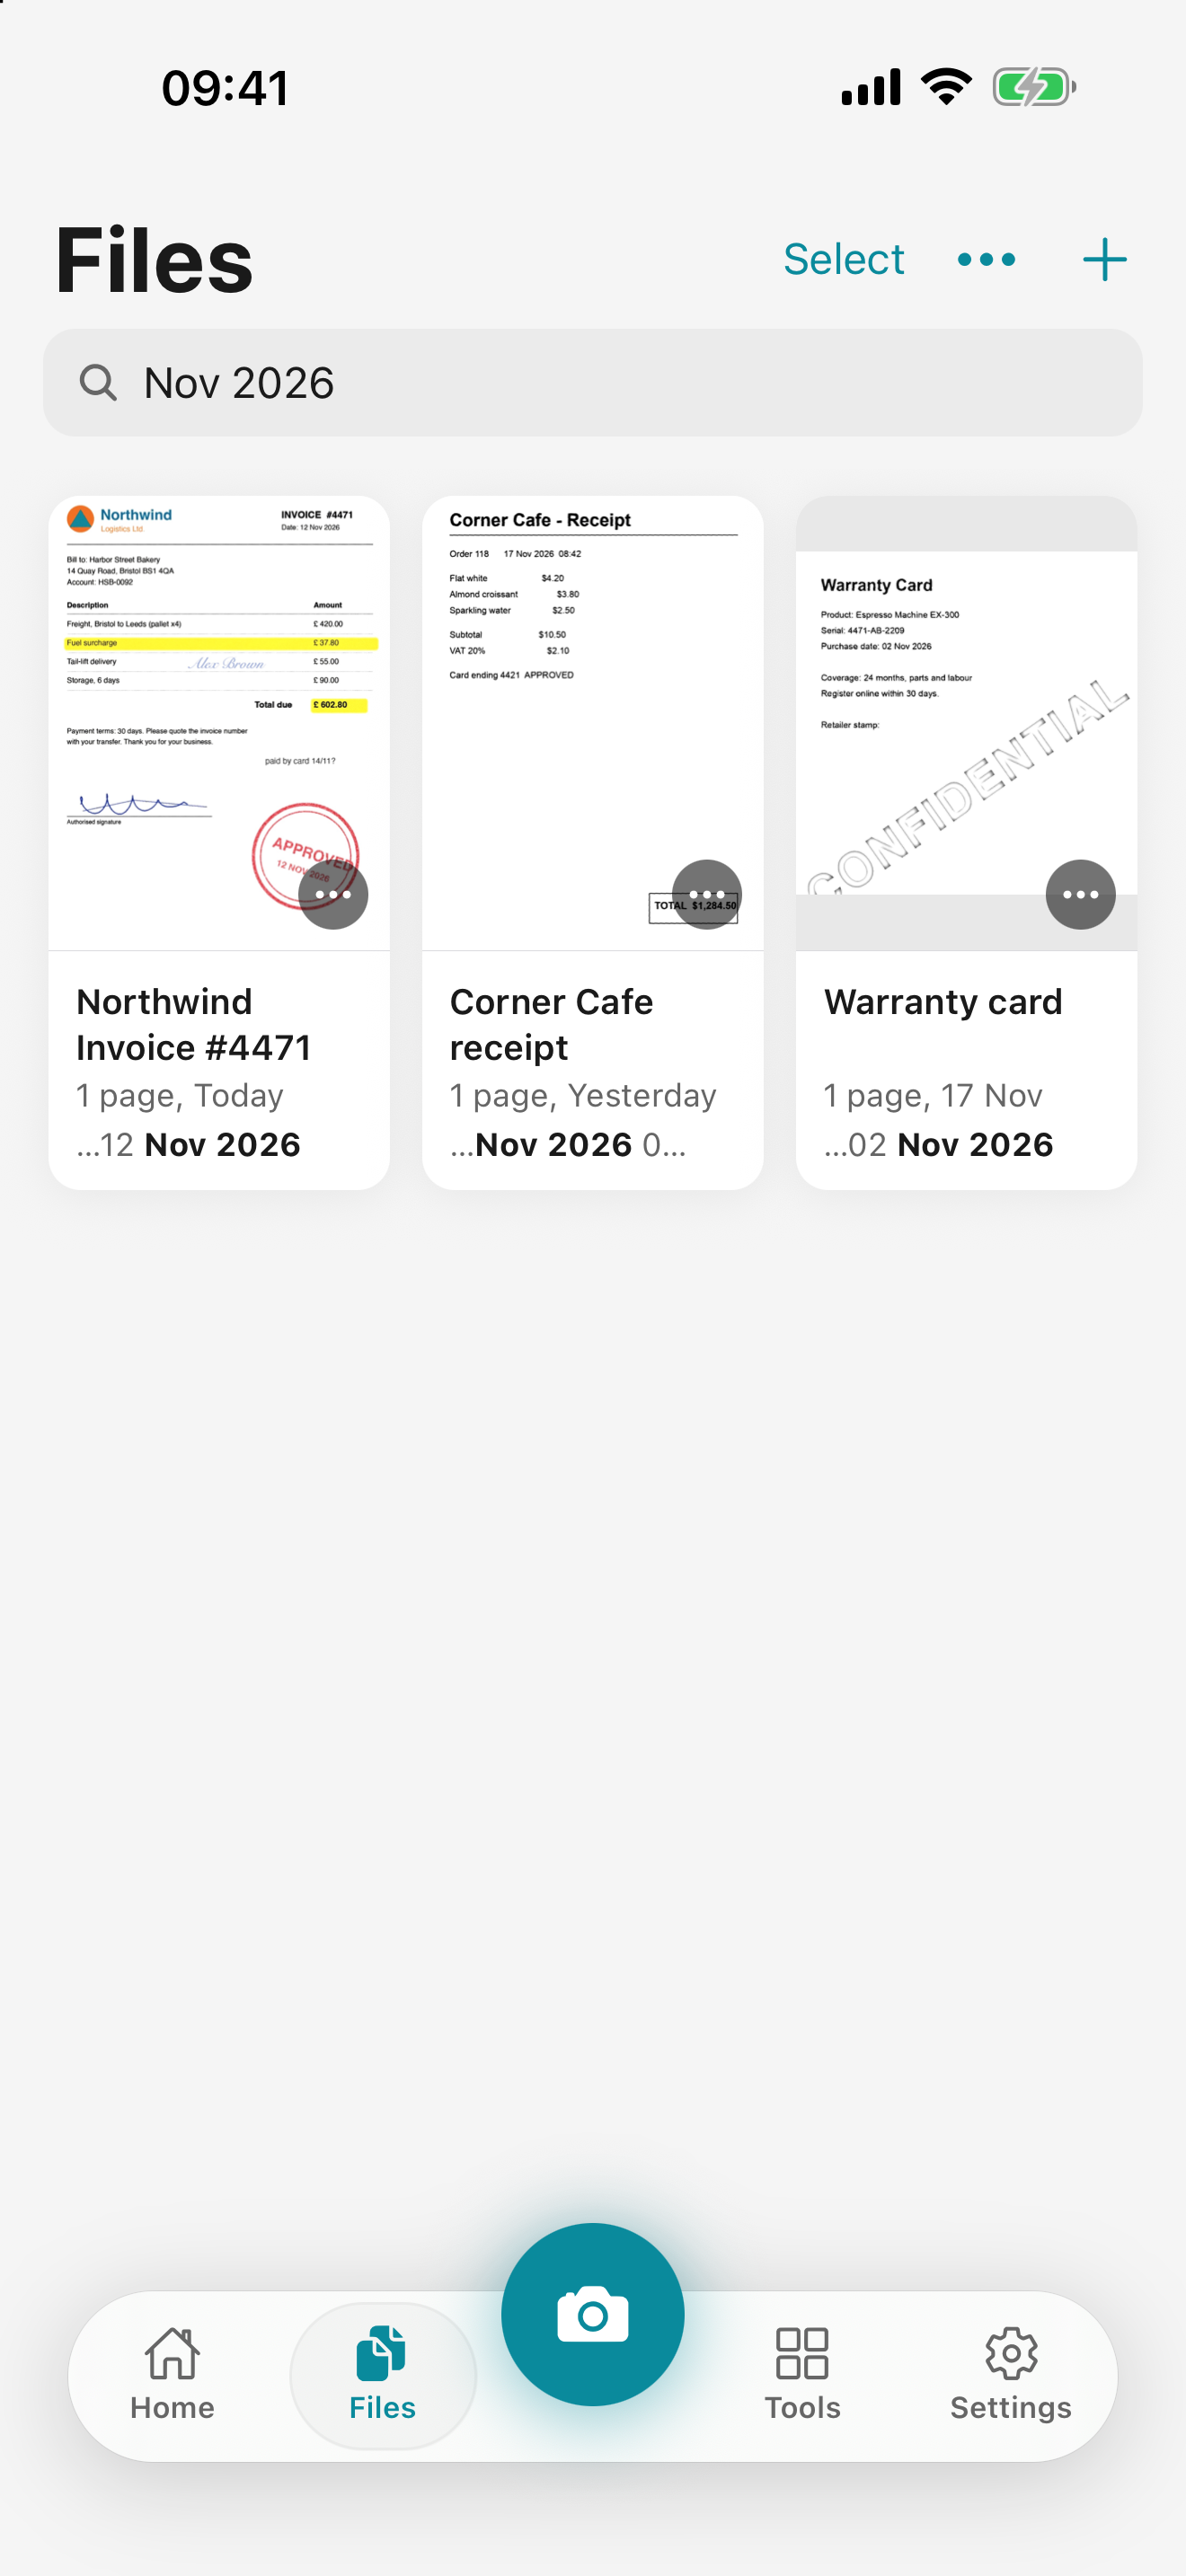 09:41
Files
Select
Nov 2026
Northwind
Logistics Ltd
INVOICE #4471
Date: 12 Nov 2026
Bill to: Harbor Street Bakery
14 Quay Road, Bristol BS1 4QA
Account: HSB-0092
Description Amount
Freight, Bristol to Leeds (pallet x4) £ 420.00
Fuel surcharge £ 37.80
Tail-lift delivery £ 55.00
Alex Brown
Storage, 6 days £ 90.00
Total due £ 602.80
Payment terms: 30 days. Please quote the invoice number
with your transfer. Thank you for your business.
paid by card 14/11?
Authorised signature
APPROVED
12 NOV 2026
Corner Cafe - Receipt
Order 118 17 Nov 2026 08:42
Flat white $4.20
Almond croissant $3.80
Sparkling water $2.50
Subtotal $10.50
VAT 20% $2.10
Card ending 4421 APPROVED
TOTAL $1,284.50
Warranty Card
Product: Espresso Machine EX-300
Serial: 4471-AB-2209
Purchase date: 02 Nov 2026
Coverage: 24 months, parts and labour
Register online within 30 days.
Retailer stamp:
CONFIDENTIAL
Northwind
Invoice #4471
1 page, Today
...12 Nov 2026
Corner Cafe
receipt
1 page, Yesterday
...Nov 2026 0...
Warranty card
1 page, 17 Nov
...02 Nov 2026
Home
Files
Tools
Settings